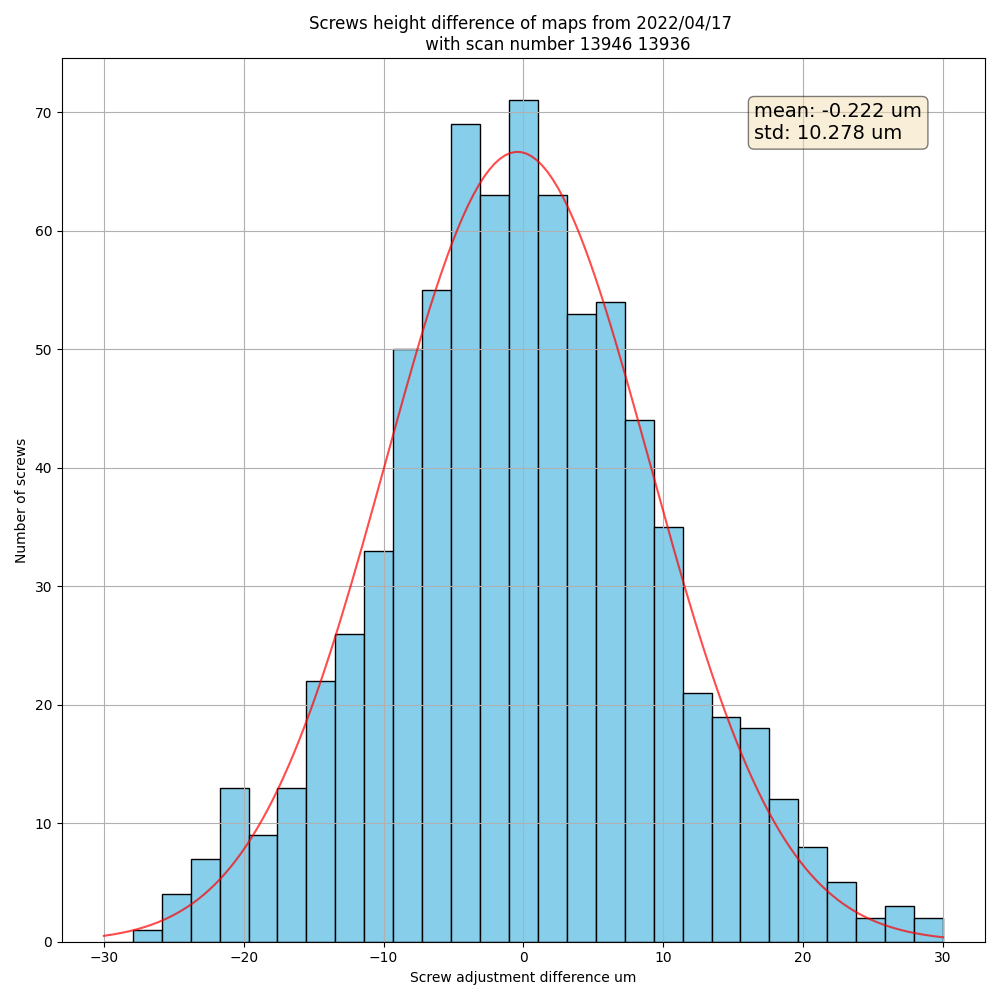 Screws height difference of maps from 2022/04/17
with scan number 13946 13936
mean: -0.222 um
std: 10.278 um
Number of screws
70
60
50
40
30
20
10
0
−30
−20
−10
0
10
20
30
Screw adjustment difference um